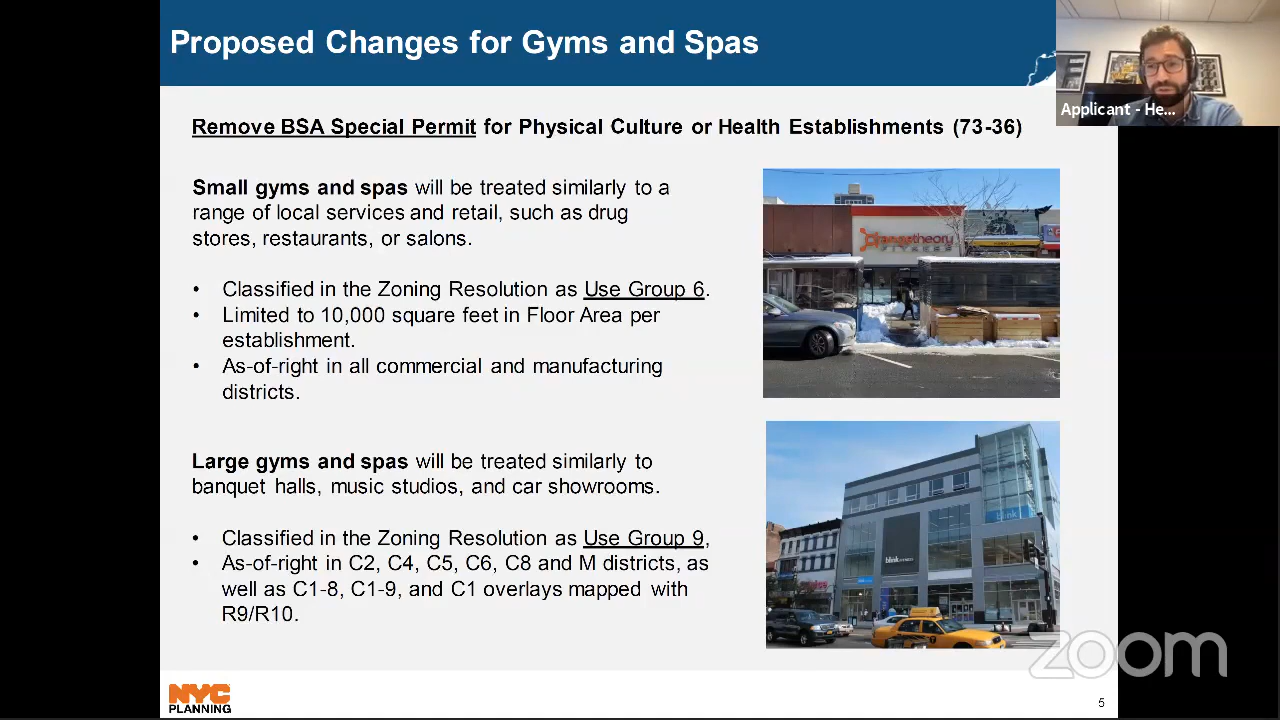 Proposed Changes for Gyms and Spas
Applicant - He...
Remove BSA Special Permit for Physical Culture or Health Establishments (73-36)
Small gyms and spas will be treated similarly to a
range of local services and retail, such as drug
stores, restaurants, or salons.
• Classified in the Zoning Resolution as Use Group 6.
• Limited to 10,000 square feet in Floor Area per
establishment.
• As-of-right in all commercial and manufacturing
districts.
Large gyms and spas will be treated similarly to
banquet halls, music studios, and car showrooms.
• Classified in the Zoning Resolution as Use Group 9,
• As-of-right in C2, C4, C5, C6, C8 and M districts, as
well as C1-8, C1-9, and C1 overlays mapped with
R9/R10.
orangetheory
FITNESS
blink
blink
zoom
NYC
PLANNING
5